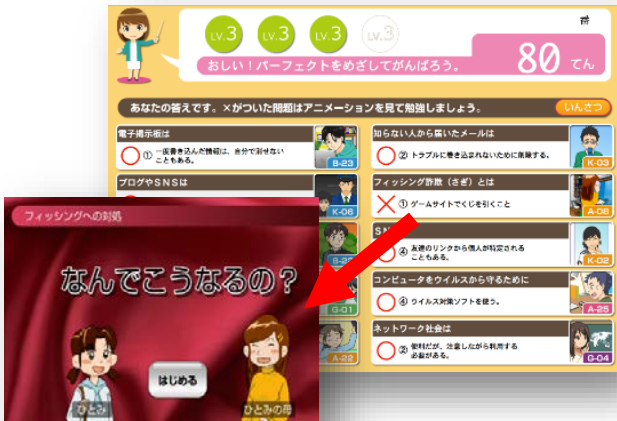 LV.3 LV.3 LV.3 LV.3
おしい！パーフェクトをめざしてがんばろう。
80 てん
あなたの答えです。×がついた問題はアニメーションを見て勉強しましょう。
いんさつ
電子掲示板は
① 一度書き込んだ情報は、自分で消せない
こともある。
B-23
知らない人から届いたメールは
② トラブルに巻き込まれないために削除する。
K-03
ブログやSNSは
K-06
フィッシング詐欺（さぎ）とは
① ゲームサイトでくじを引くこと
A-08
④ 友達のリンクから個人が特定される
こともある。
K-02
G-01
コンピュータをウイルスから守るために
④ ウイルス対策ソフトを使う。
A-25
A-22
ネットワーク社会は
② 便利だが、注意しながら利用する
必要がある。
G-04
フィッシングへの対処
なんでこうなるの？
はじめる
ひとみ
ひとみの母